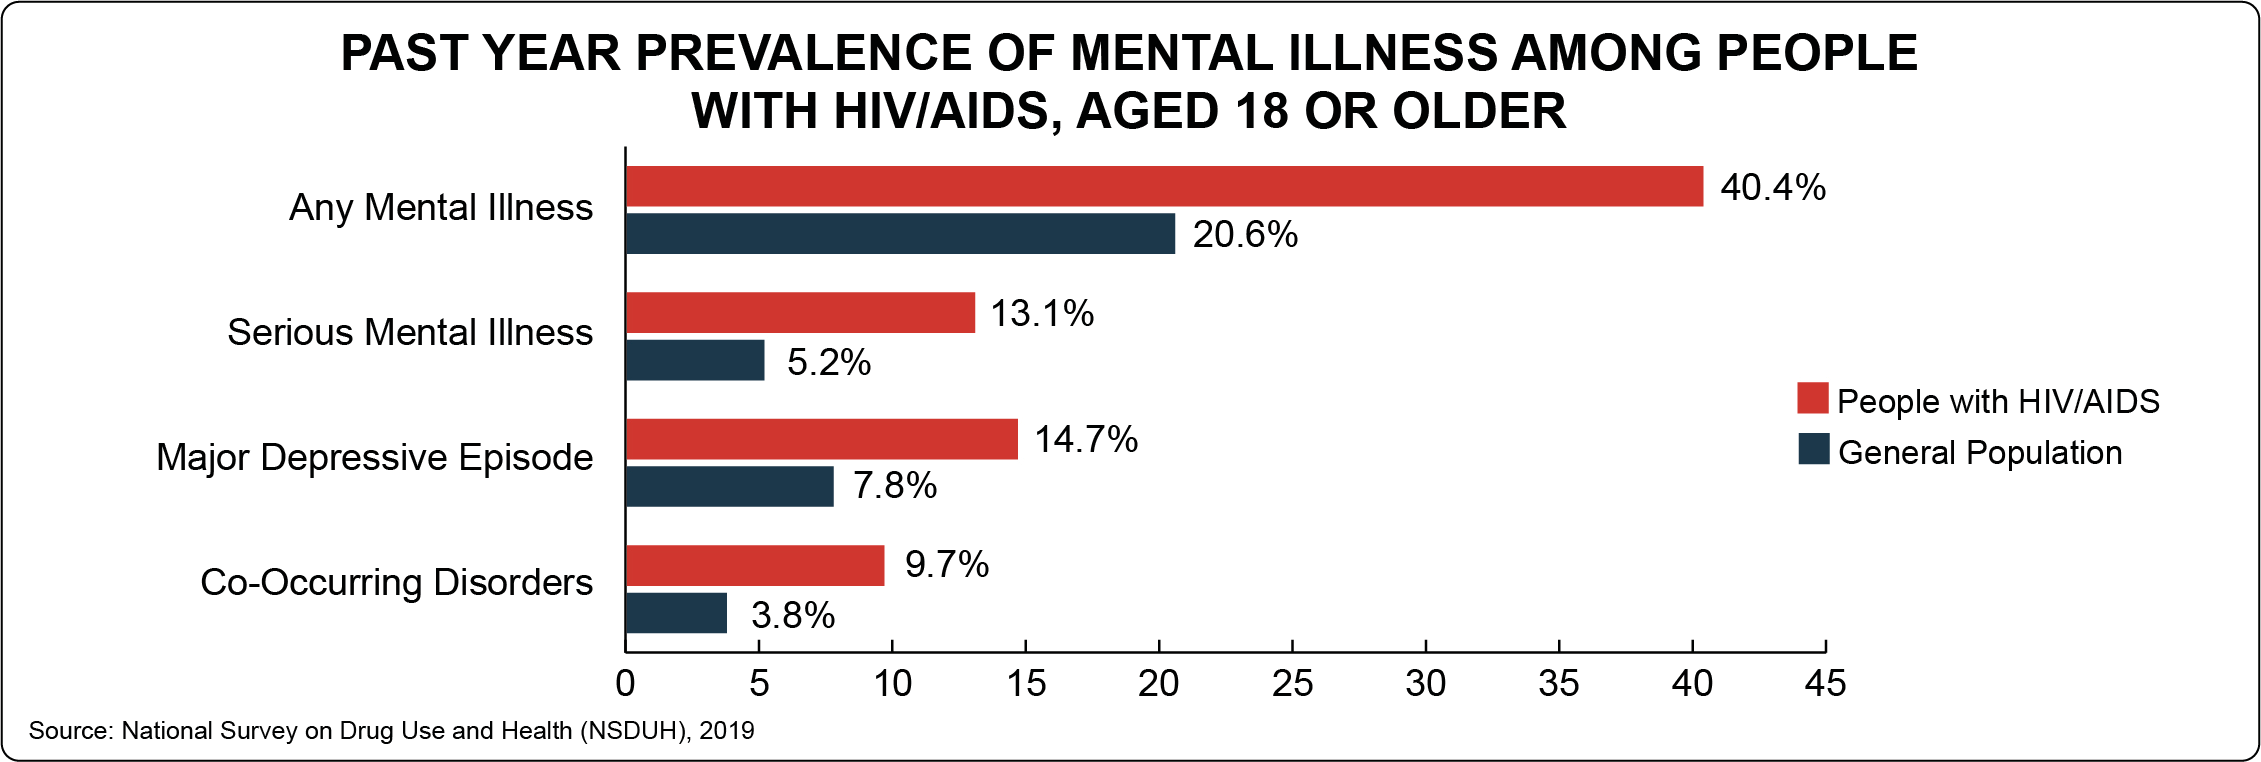 PAST YEAR PREVALENCE OF MENTAL ILLNESS AMONG PEOPLE
WITH HIV/AIDS, AGED 18 OR OLDER
Any Mental Illness
40.4%
20.6%
Serious Mental Illness
13.1%
5.2%
Major Depressive Episode
14.7%
7.8%
Co-Occurring Disorders
9.7%
3.8%
People with HIV/AIDS
General Population
0 5 10 15 20 25 30 35 40 45
Source: National Survey on Drug Use and Health (NSDUH), 2019